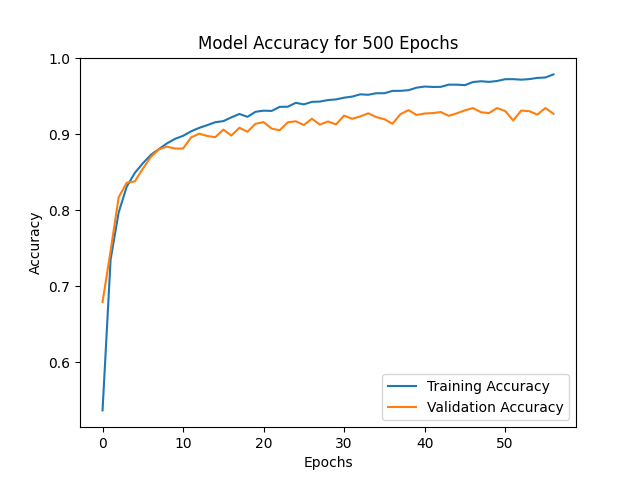 Model Accuracy for 500 Epochs
1.0
0.9
0.8
0.7
0.6
Accuracy
0
10
20
30
40
50
Epochs
Training Accuracy
Validation Accuracy